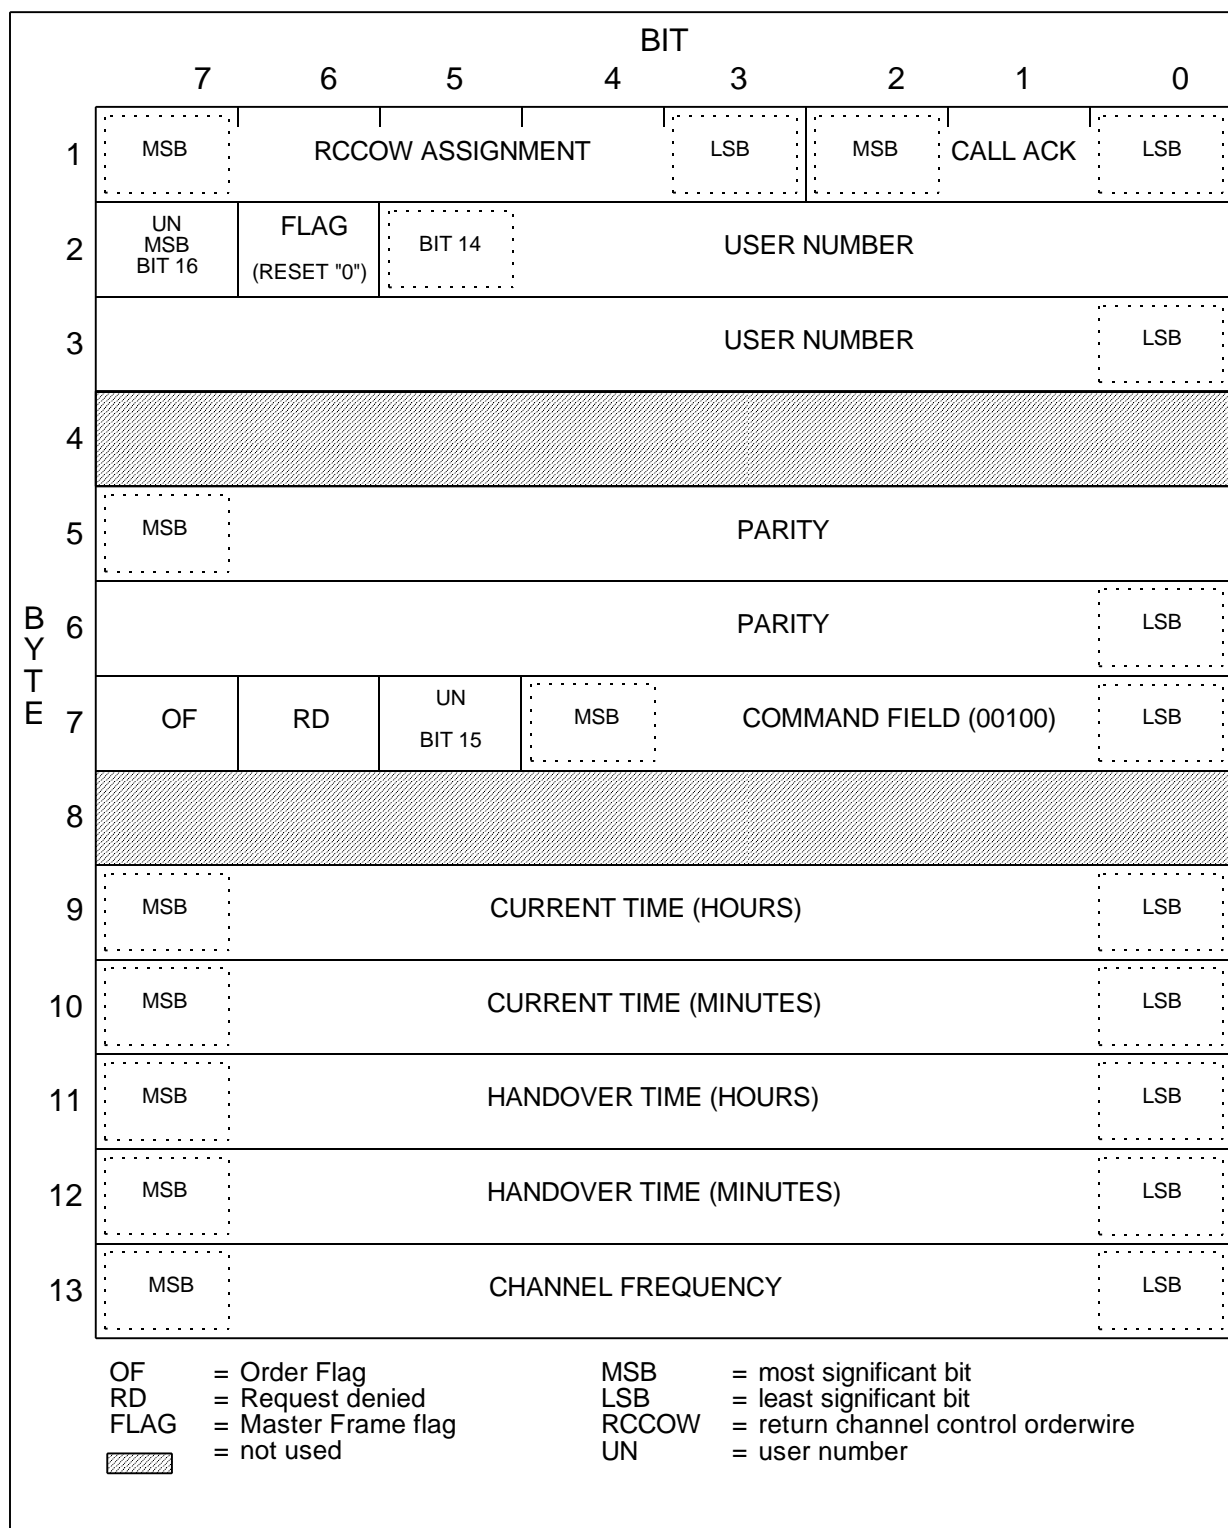 BIT
7 6 5 4 3 2 1 0
1 MSB RCCOW ASSIGNMENT LSB MSB CALL ACK LSB
2 UN MSB BIT 16 FLAG (RESET "0") BIT 14 USER NUMBER
3 USER NUMBER LSB
4
5 MSB PARITY
BYTE
6 PARITY LSB
7 OF RD UN BIT 15 MSB COMMAND FIELD (00100) LSB
8
9 MSB CURRENT TIME (HOURS) LSB
10 MSB CURRENT TIME (MINUTES) LSB
11 MSB HANDOVER TIME (HOURS) LSB
12 MSB HANDOVER TIME (MINUTES) LSB
13 MSB CHANNEL FREQUENCY LSB
OF = Order Flag
RD = Request denied
FLAG = Master Frame flag
= not used
MSB = most significant bit
LSB = least significant bit
RCCOW = return channel control orderwire
UN = user number